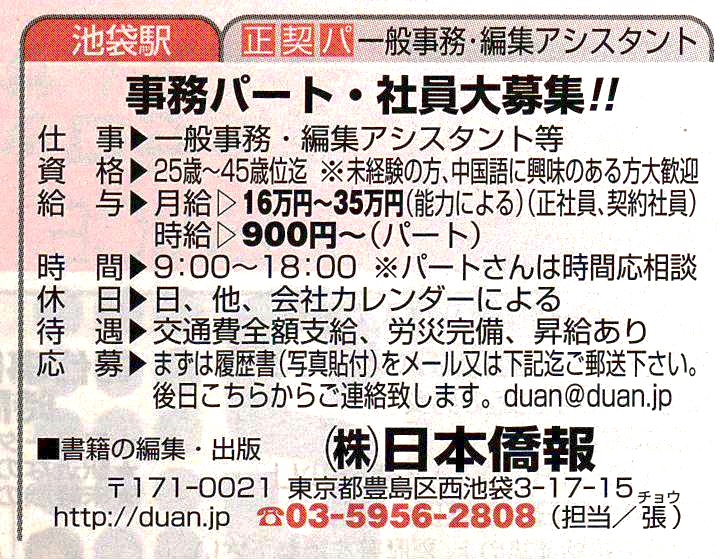 池袋駅 正 契 パ 一般事務・編集アシスタント
事務パート・社員大募集!!
仕 事▶一般事務・編集アシスタント等
資 格▶25歳〜45歳位迄 ※未経験の方、中国語に興味のある方大歓迎
給 与▶月給▷16万円〜35万円(能力による)(正社員、契約社員)
時給▷900円〜(パート)
時 間▶9:00〜18:00 ※パートさんは時間応相談
休 日▶日、他、会社カレンダーによる
待 遇▶交通費全額支給、労災完備、昇給あり
応 募▶まずは履歴書(写真貼付)をメール又は下記迄ご郵送下さい。
後日こちらからご連絡致します。duan@duan.jp
■書籍の編集・出版 ㈱日本僑報
〒171-0021 東京都豊島区西池袋3-17-15
http://duan.jp ☎03-5956-2808 (担当/張チョウ)